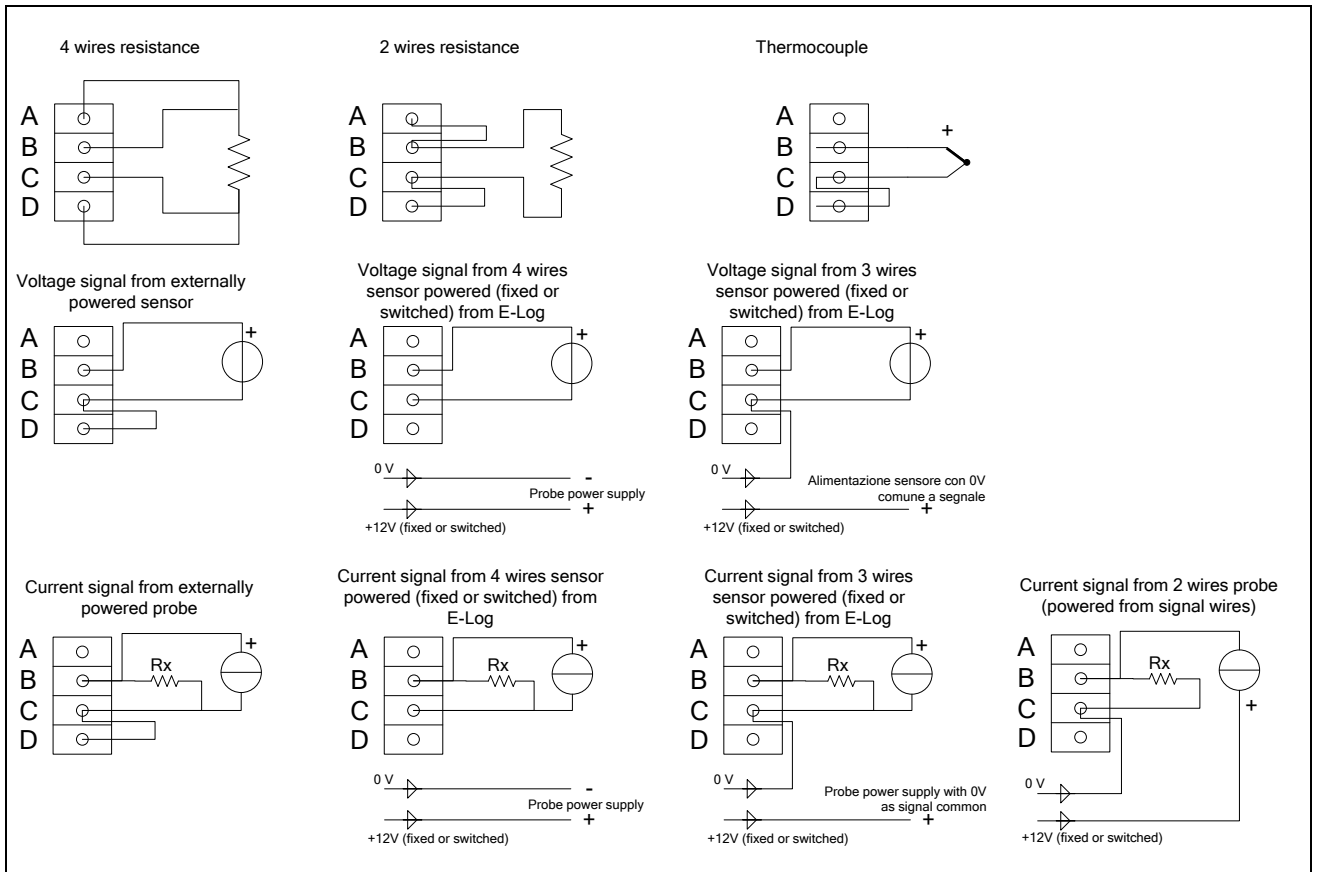 4 wires resistance
2 wires resistance
Thermocouple
A
B
C
D
A
B
C
D
A
B
C
D
+
Voltage signal from externally
powered sensor
A
B
C
D
+
Voltage signal from 4 wires
sensor powered (fixed or
switched) from E-Log
A
B
C
D
+
0 V
-
Probe power supply
+
+12V (fixed or switched)
Voltage signal from 3 wires
sensor powered (fixed or
switched) from E-Log
A
B
C
D
+
0 V
Alimentazione sensore con 0V
comune a segnale
+
+12V (fixed or switched)
Current signal from externally
powered probe
A
B
C
D
Rx
+
Current signal from 4 wires sensor
powered (fixed or switched) from
E-Log
A
B
C
D
Rx
+
0 V
-
Probe power supply
+
+12V (fixed or switched)
Current signal from 3 wires
sensor powered (fixed or
switched) from E-Log
A
B
C
D
Rx
+
0 V
Probe power supply with 0V
as signal common
+
+12V (fixed or switched)
Current signal from 2 wires probe
(powered from signal wires)
A
B
C
D
Rx
+
0 V
+12V (fixed or switched)